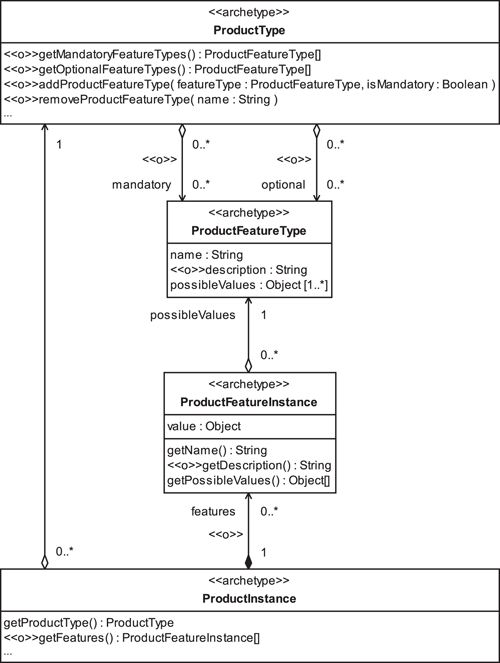 <<archetype>>
ProductType
<<o>>getMandatoryFeatureTypes() : ProductFeatureType[]
<<o>>getOptionalFeatureTypes() : ProductFeatureType[]
<<o>>addProductFeatureType( featureType : ProductFeatureType, isMandatory : Boolean )
<<o>>removeProductFeatureType( name : String )
...
1
0..*
0..*
<<o>>
<<o>>
mandatory
0..*
optional
0..*
<<archetype>>
ProductFeatureType
name : String
<<o>>description : String
possibleValues : Object [1..*]
possibleValues
1
0..*
<<archetype>>
ProductFeatureInstance
value : Object
getName() : String
<<o>>getDescription() : String
getPossibleValues() : Object[]
features
0..*
<<o>>
0..*
1
<<archetype>>
ProductInstance
getProductType() : ProductType
<<o>>getFeatures() : ProductFeatureInstance[]
...